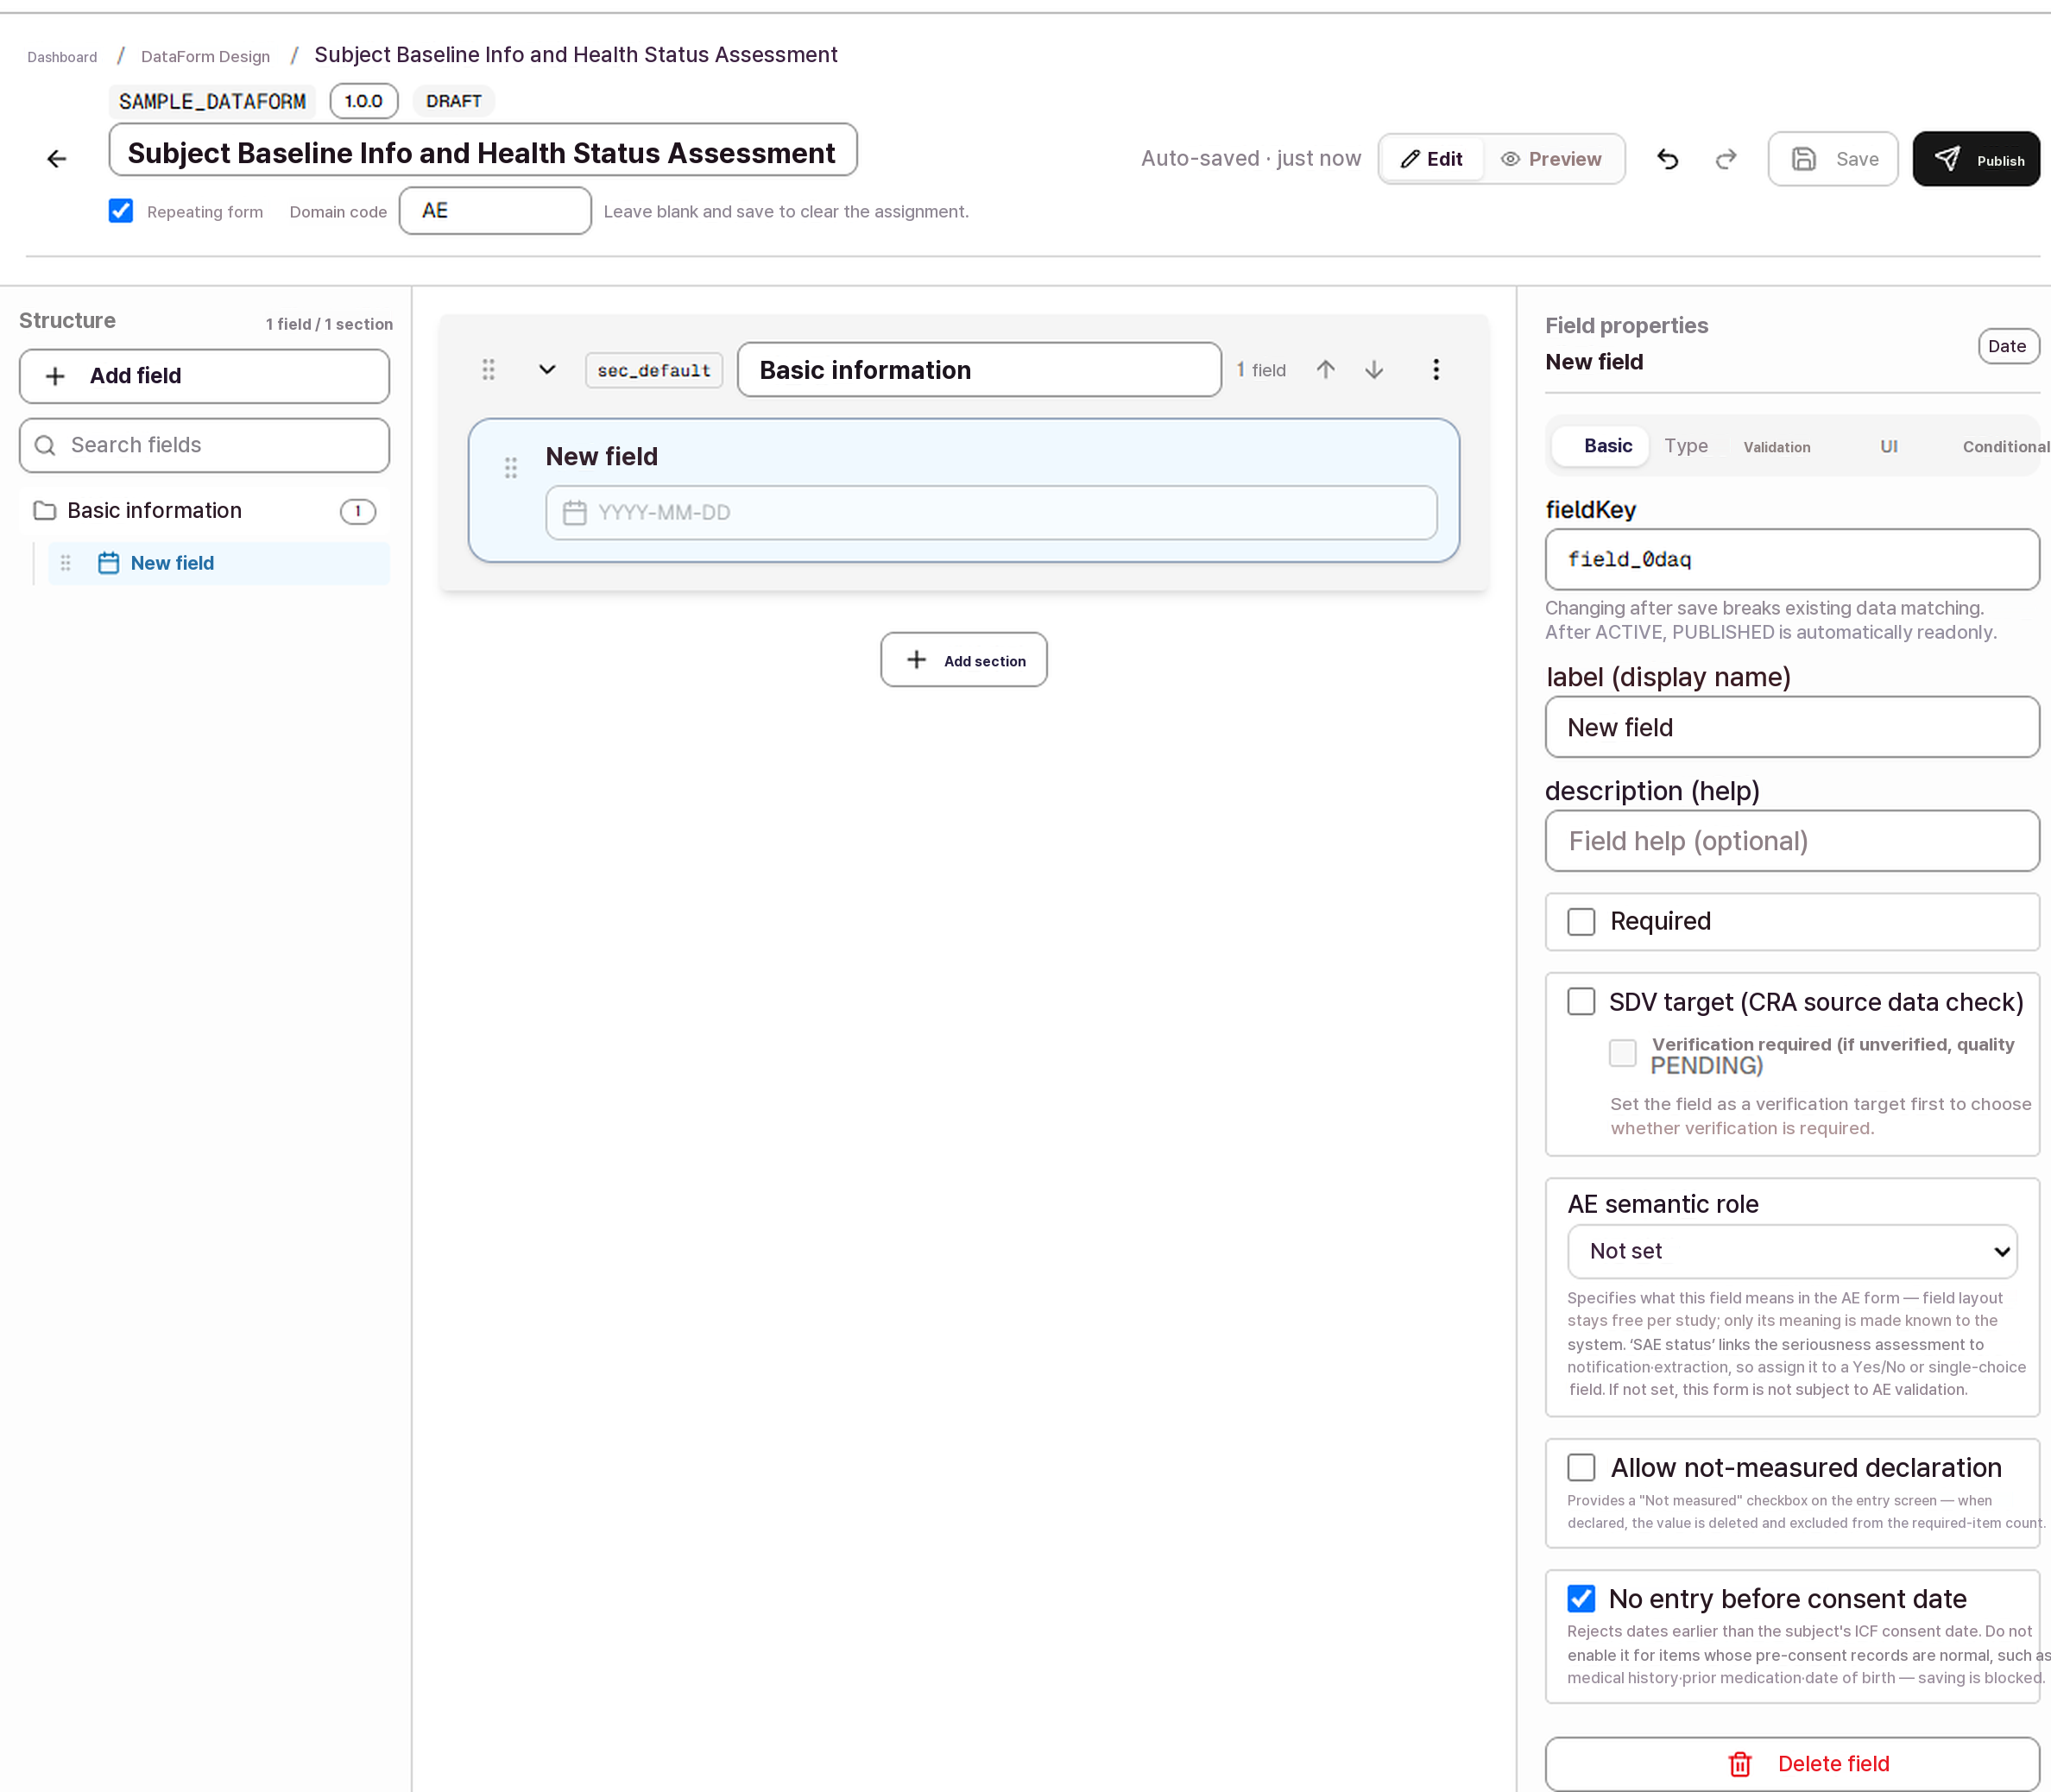 Dashboard / DataForm Design / Subject Baseline Info and Health Status Assessment
SAMPLE_DATAFORM 1.0.0 DRAFT
Subject Baseline Info and Health Status Assessment
Auto-saved · just now Edit Preview Save Publish
Repeating form Domain code AE Leave blank and save to clear the assignment.
Structure 1 field / 1 section
Add field
Search fields
Basic information 1
New field
sec_default Basic information 1 field
New field
YYYY-MM-DD
Add section
Field properties
New field
Date
Basic Type Validation UI Conditional
fieldKey
field_0daq
Changing after save breaks existing data matching.
After ACTIVE, PUBLISHED is automatically readonly.
label (display name)
New field
description (help)
Field help (optional)
Required
SDV target (CRA source data check)
Verification required (if unverified, quality
PENDING)
Set the field as a verification target first to choose
whether verification is required.
AE semantic role
Not set
Specifies what this field means in the AE form — field layout
stays free per study; only its meaning is made known to the
system. ‘SAE status’ links the seriousness assessment to
notification·extraction, so assign it to a Yes/No or single-choice
field. If not set, this form is not subject to AE validation.
Allow not-measured declaration
Provides a "Not measured" checkbox on the entry screen — when
declared, the value is deleted and excluded from the required-item count.
No entry before consent date
Rejects dates earlier than the subject's ICF consent date. Do not
enable it for items whose pre-consent records are normal, such as
medical history·prior medication·date of birth — saving is blocked.
Delete field